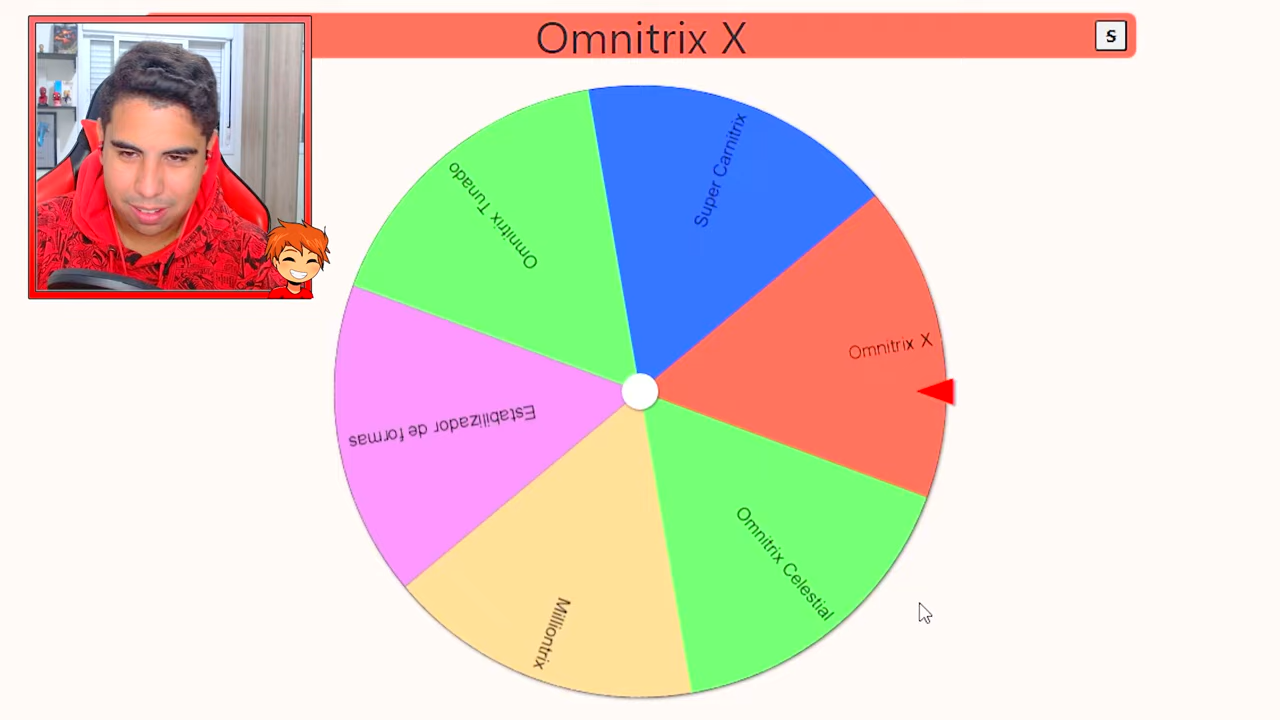 Omnitrix X
S
Super Carnitrix
Omnitrix Tunado
Omnitrix X
Estabilizador de formas
Omnitrix Celestial
Milliontrix